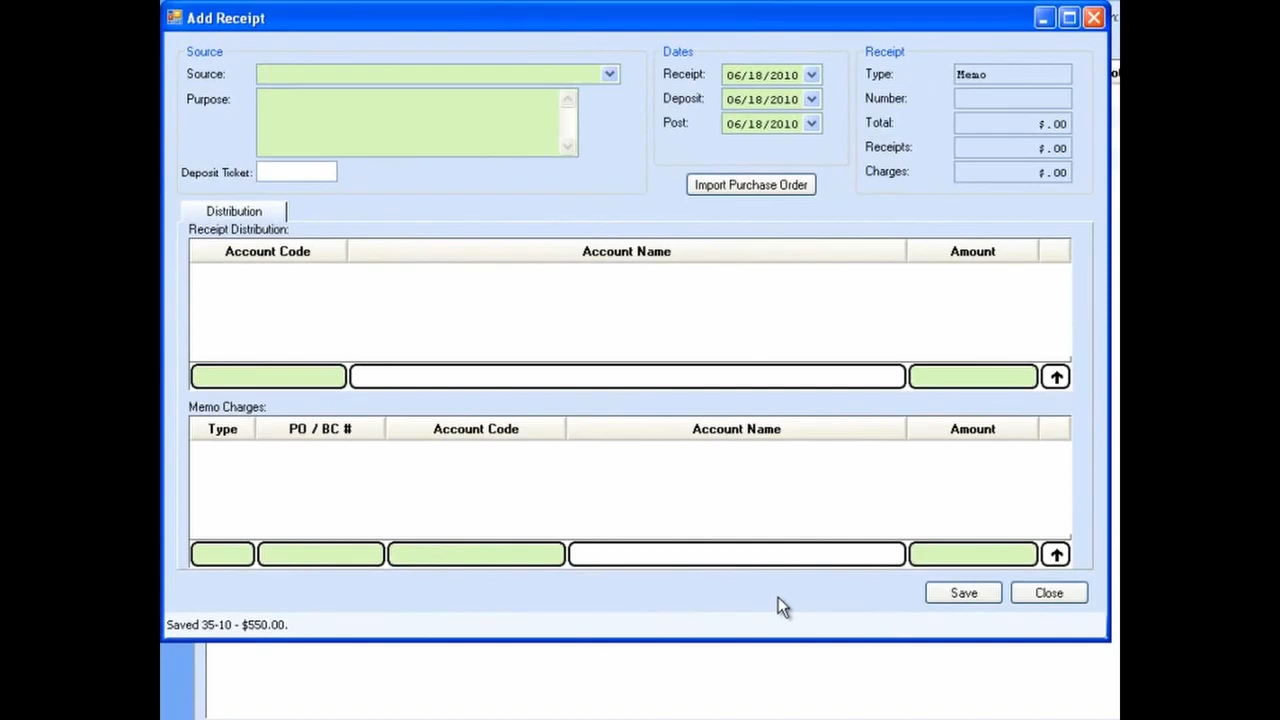 Add Receipt
Source
Source:
Purpose:
Deposit Ticket:
Dates
Receipt: 06/18/2010
Deposit: 06/18/2010
Post: 06/18/2010
Import Purchase Order
Receipt
Type: Memo
Number:
Total: $.00
Receipts: $.00
Charges: $.00
Distribution
Receipt Distribution:
Account Code Account Name Amount
Memo Charges:
Type PO / BC # Account Code Account Name Amount
Save Close
Saved 35-10 - $550.00.